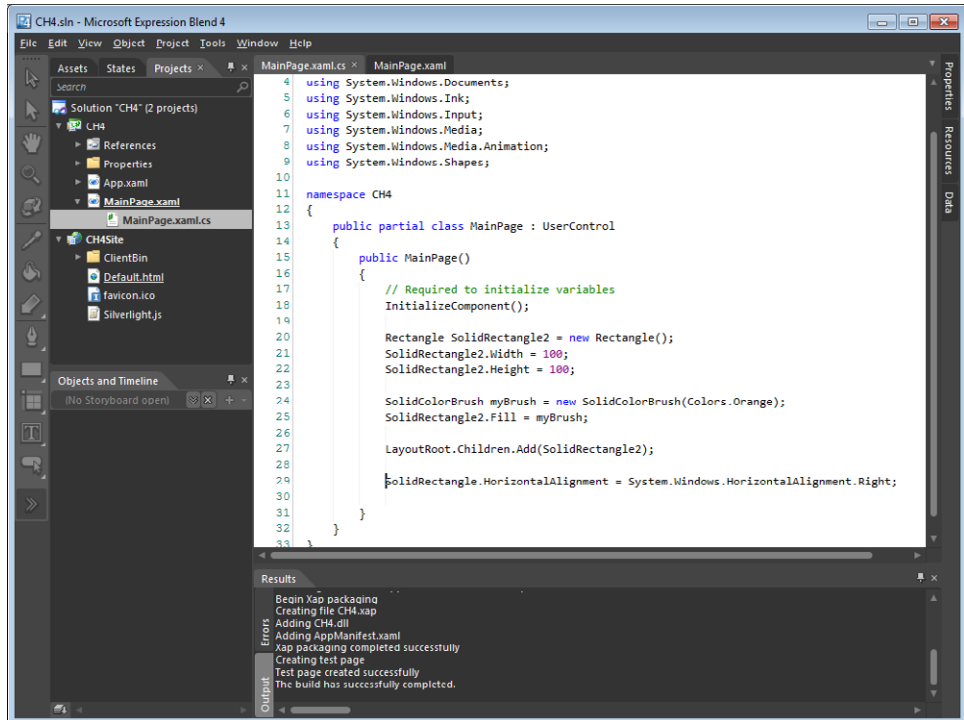 CH4.sln - Microsoft Expression Blend 4
File Edit View Object Project Tools Window Help
Assets States Projects ×
Search
Solution "CH4" (2 projects)
CH4
References
Properties
App.xaml
MainPage.xaml
MainPage.xaml.cs
CH4Site
ClientBin
Default.html
favicon.ico
Silverlight.js
Objects and Timeline
(No Storyboard open)
MainPage.xaml.cs × MainPage.xaml
4 using System.Windows.Documents;
5 using System.Windows.Ink;
6 using System.Windows.Input;
7 using System.Windows.Media;
8 using System.Windows.Media.Animation;
9 using System.Windows.Shapes;
10
11 namespace CH4
12 {
13 public partial class MainPage : UserControl
14 {
15 public MainPage()
16 {
17 // Required to initialize variables
18 InitializeComponent();
19
20 Rectangle SolidRectangle2 = new Rectangle();
21 SolidRectangle2.Width = 100;
22 SolidRectangle2.Height = 100;
23
24 SolidColorBrush myBrush = new SolidColorBrush(Colors.Orange);
25 SolidRectangle2.Fill = myBrush;
26
27 LayoutRoot.Children.Add(SolidRectangle2);
28
29 SolidRectangle.HorizontalAlignment = System.Windows.HorizontalAlignment.Right;
30
31 }
32 }
33 }
Results
Errors
Output
Begin Xap packaging
Creating file CH4.xap
Adding CH4.dll
Adding AppManifest.xaml
Xap packaging completed successfully
Creating test page
Test page created successfully
The build has successfully completed.
Properties
Resources
Data